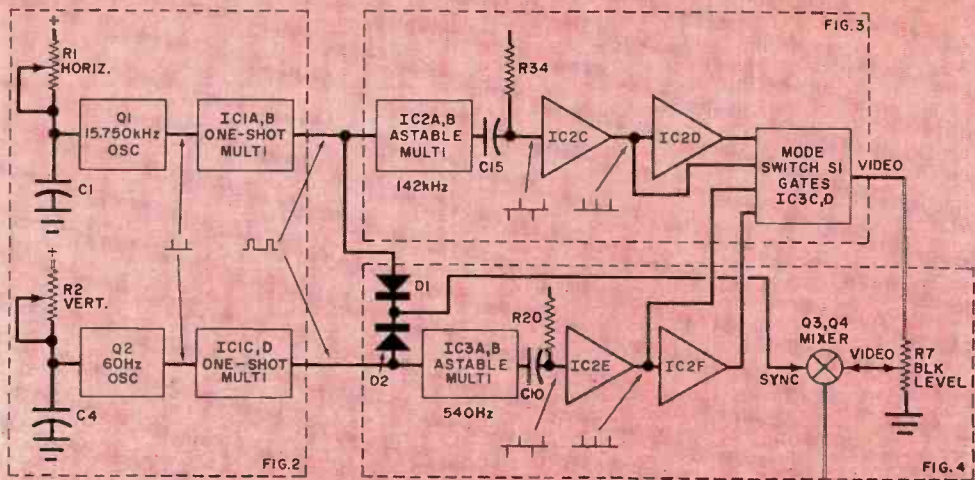 FIG.3
+
R1
HORIZ.
Q1
15.750kHz
OSC
IC1A,B
ONE-SHOT
MULTI
C1
IC2A,B
ASTABLE
MULTI
142kHz
C15
R34
IC2C
IC2D
MODE
SWITCH S1
GATES
IC3C,D
VIDEO
+
R2
VERT.
Q2
60Hz
OSC
IC1C,D
ONE-SHOT
MULTI
C4
FIG.2
D1
D2
IC3A,B
ASTABLE
MULTI
540Hz
C10
R20
IC2E
IC2F
Q3,Q4
MIXER
SYNC
VIDEO
R7
BLK
LEVEL
FIG.4